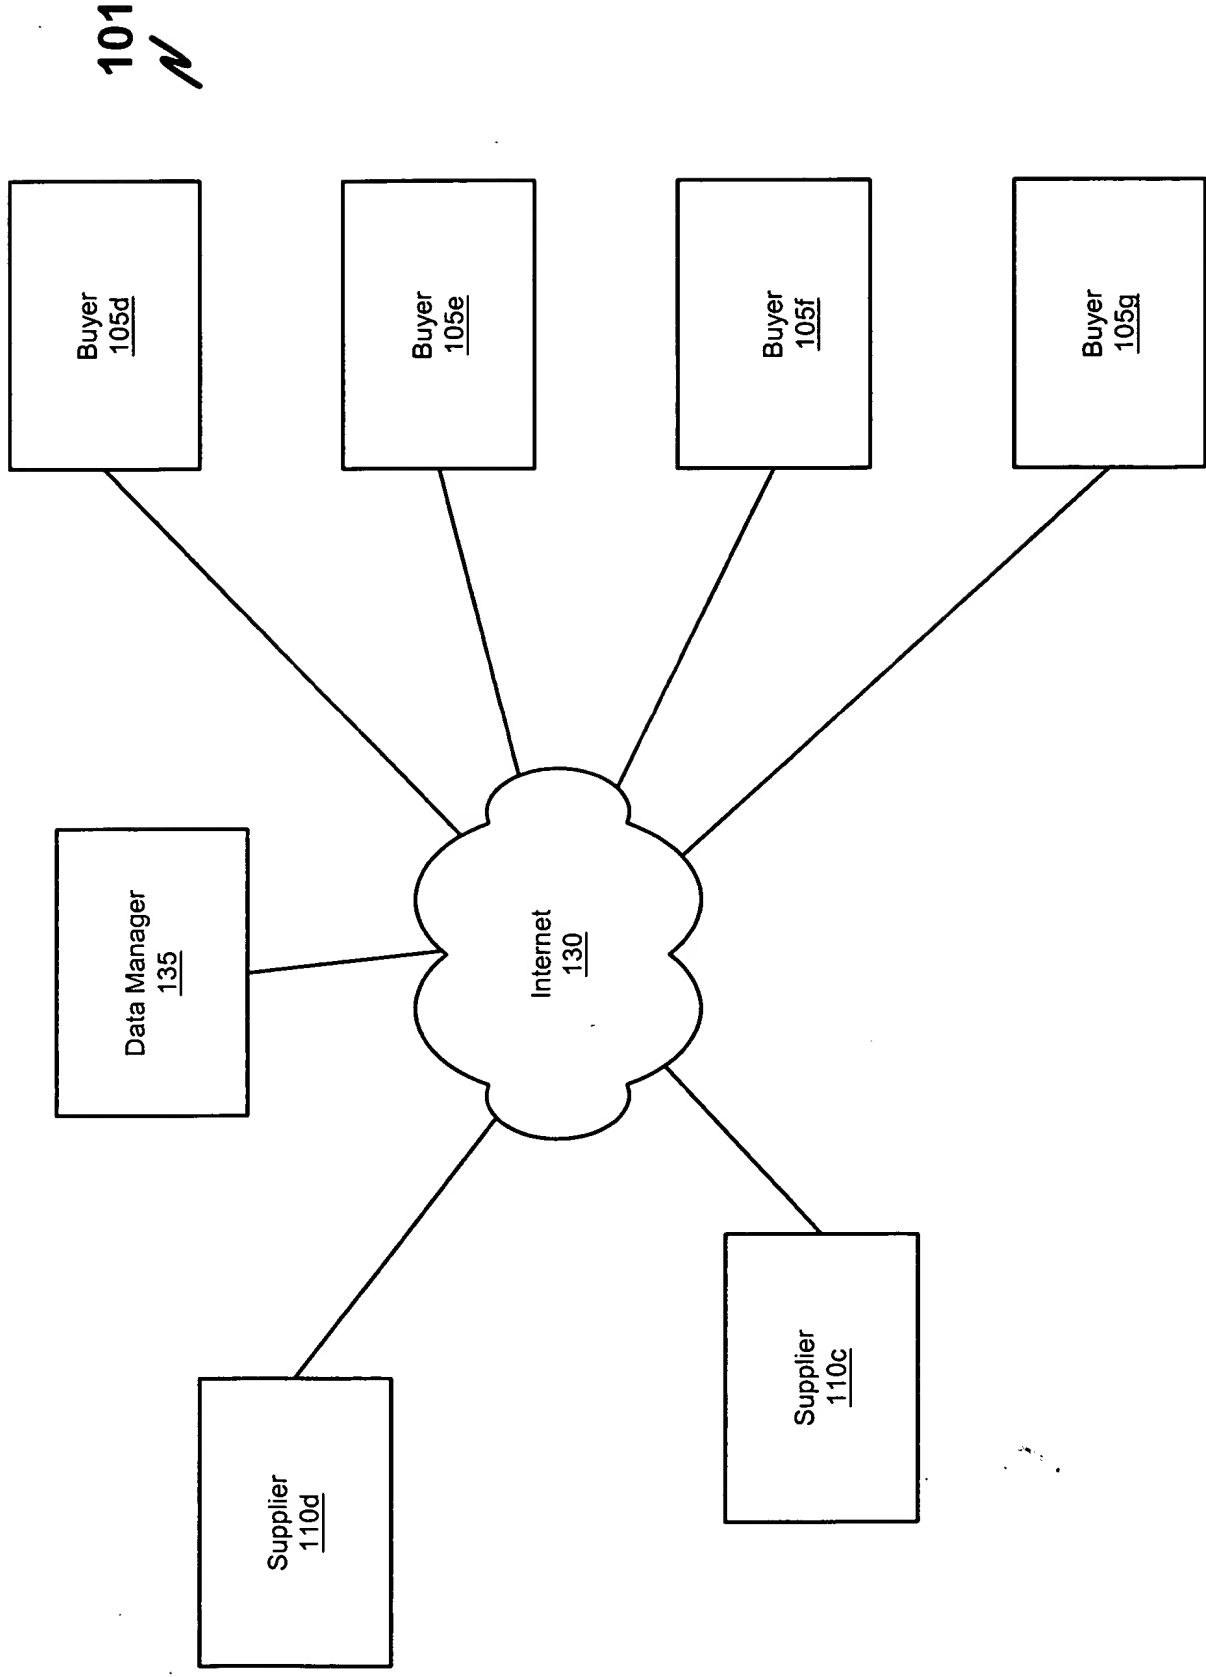 101
Data Manager
135
Supplier
110d
Internet
130
Supplier
110c
Buyer
105d
Buyer
105e
Buyer
105f
Buyer
105g